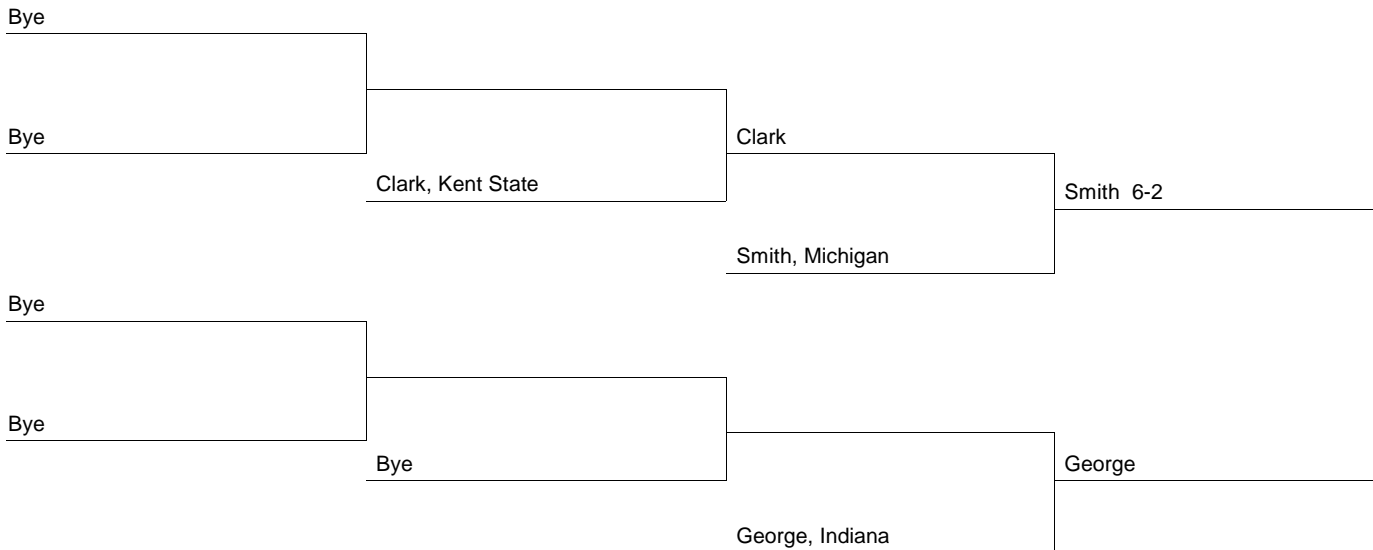 Bye
Bye
Clark
Clark, Kent State
Smith  6-2
Smith, Michigan
Bye
Bye
Bye
George
George, Indiana